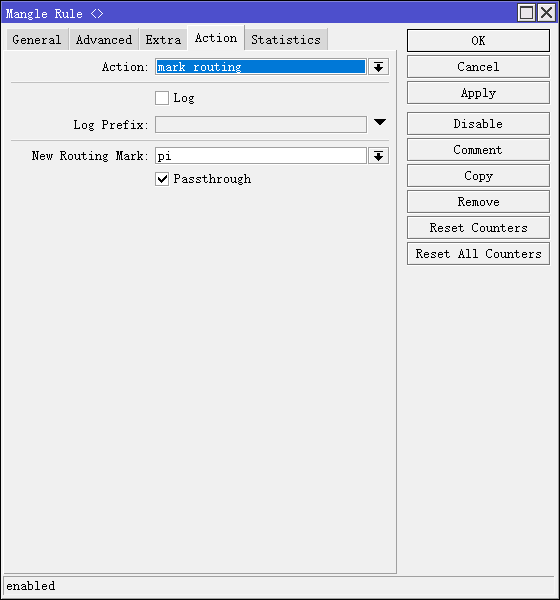 Mangle Rule <>
General Advanced Extra Action Statistics
Action: mark routing
Log
Log Prefix:
New Routing Mark: pi
Passthrough
OK
Cancel
Apply
Disable
Comment
Copy
Remove
Reset Counters
Reset All Counters
enabled